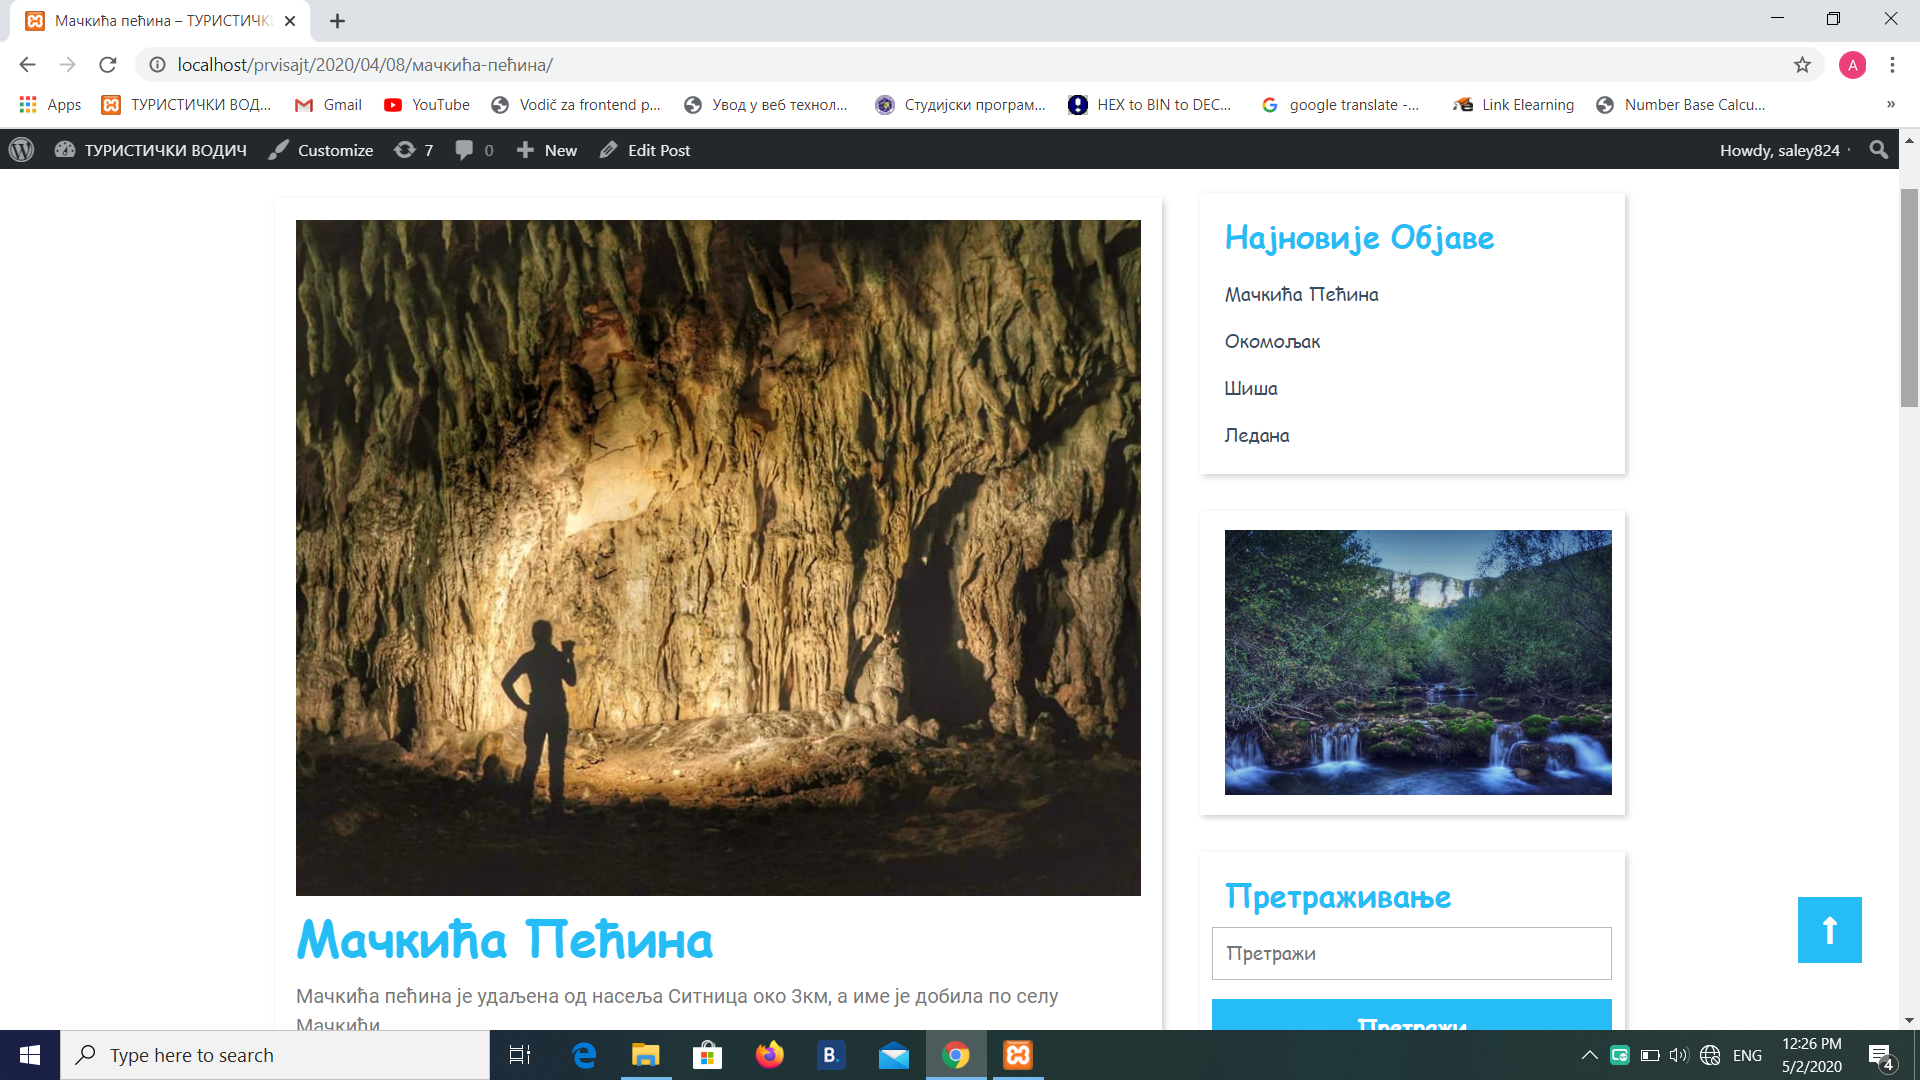 Мачкића пећина – ТУРИСТИЧКИ
localhost/prvisajt/2020/04/08/мачкића-пећина/
A
Apps
ТУРИСТИЧКИ ВОД...
Gmail
YouTube
Vodič za frontend p...
Увод у веб технол...
Студијски програм...
HEX to BIN to DEC...
google translate -...
Link Elearning
Number Base Calcu...
»
ТУРИСТИЧКИ ВОДИЧ
Customize
7
0
New
Edit Post
Howdy, saley824
Најновије Објаве
Мачкића Пећина
Окомољак
Шиша
Ледана
Мачкића Пећина
Мачкића пећина је удаљена од насеља Ситница око 3км, а име је добила по селу
Мачкићи
Претраживање
Претражи
Претражи
Type here to search
B.
ENG
12:26 PM
5/2/2020
4